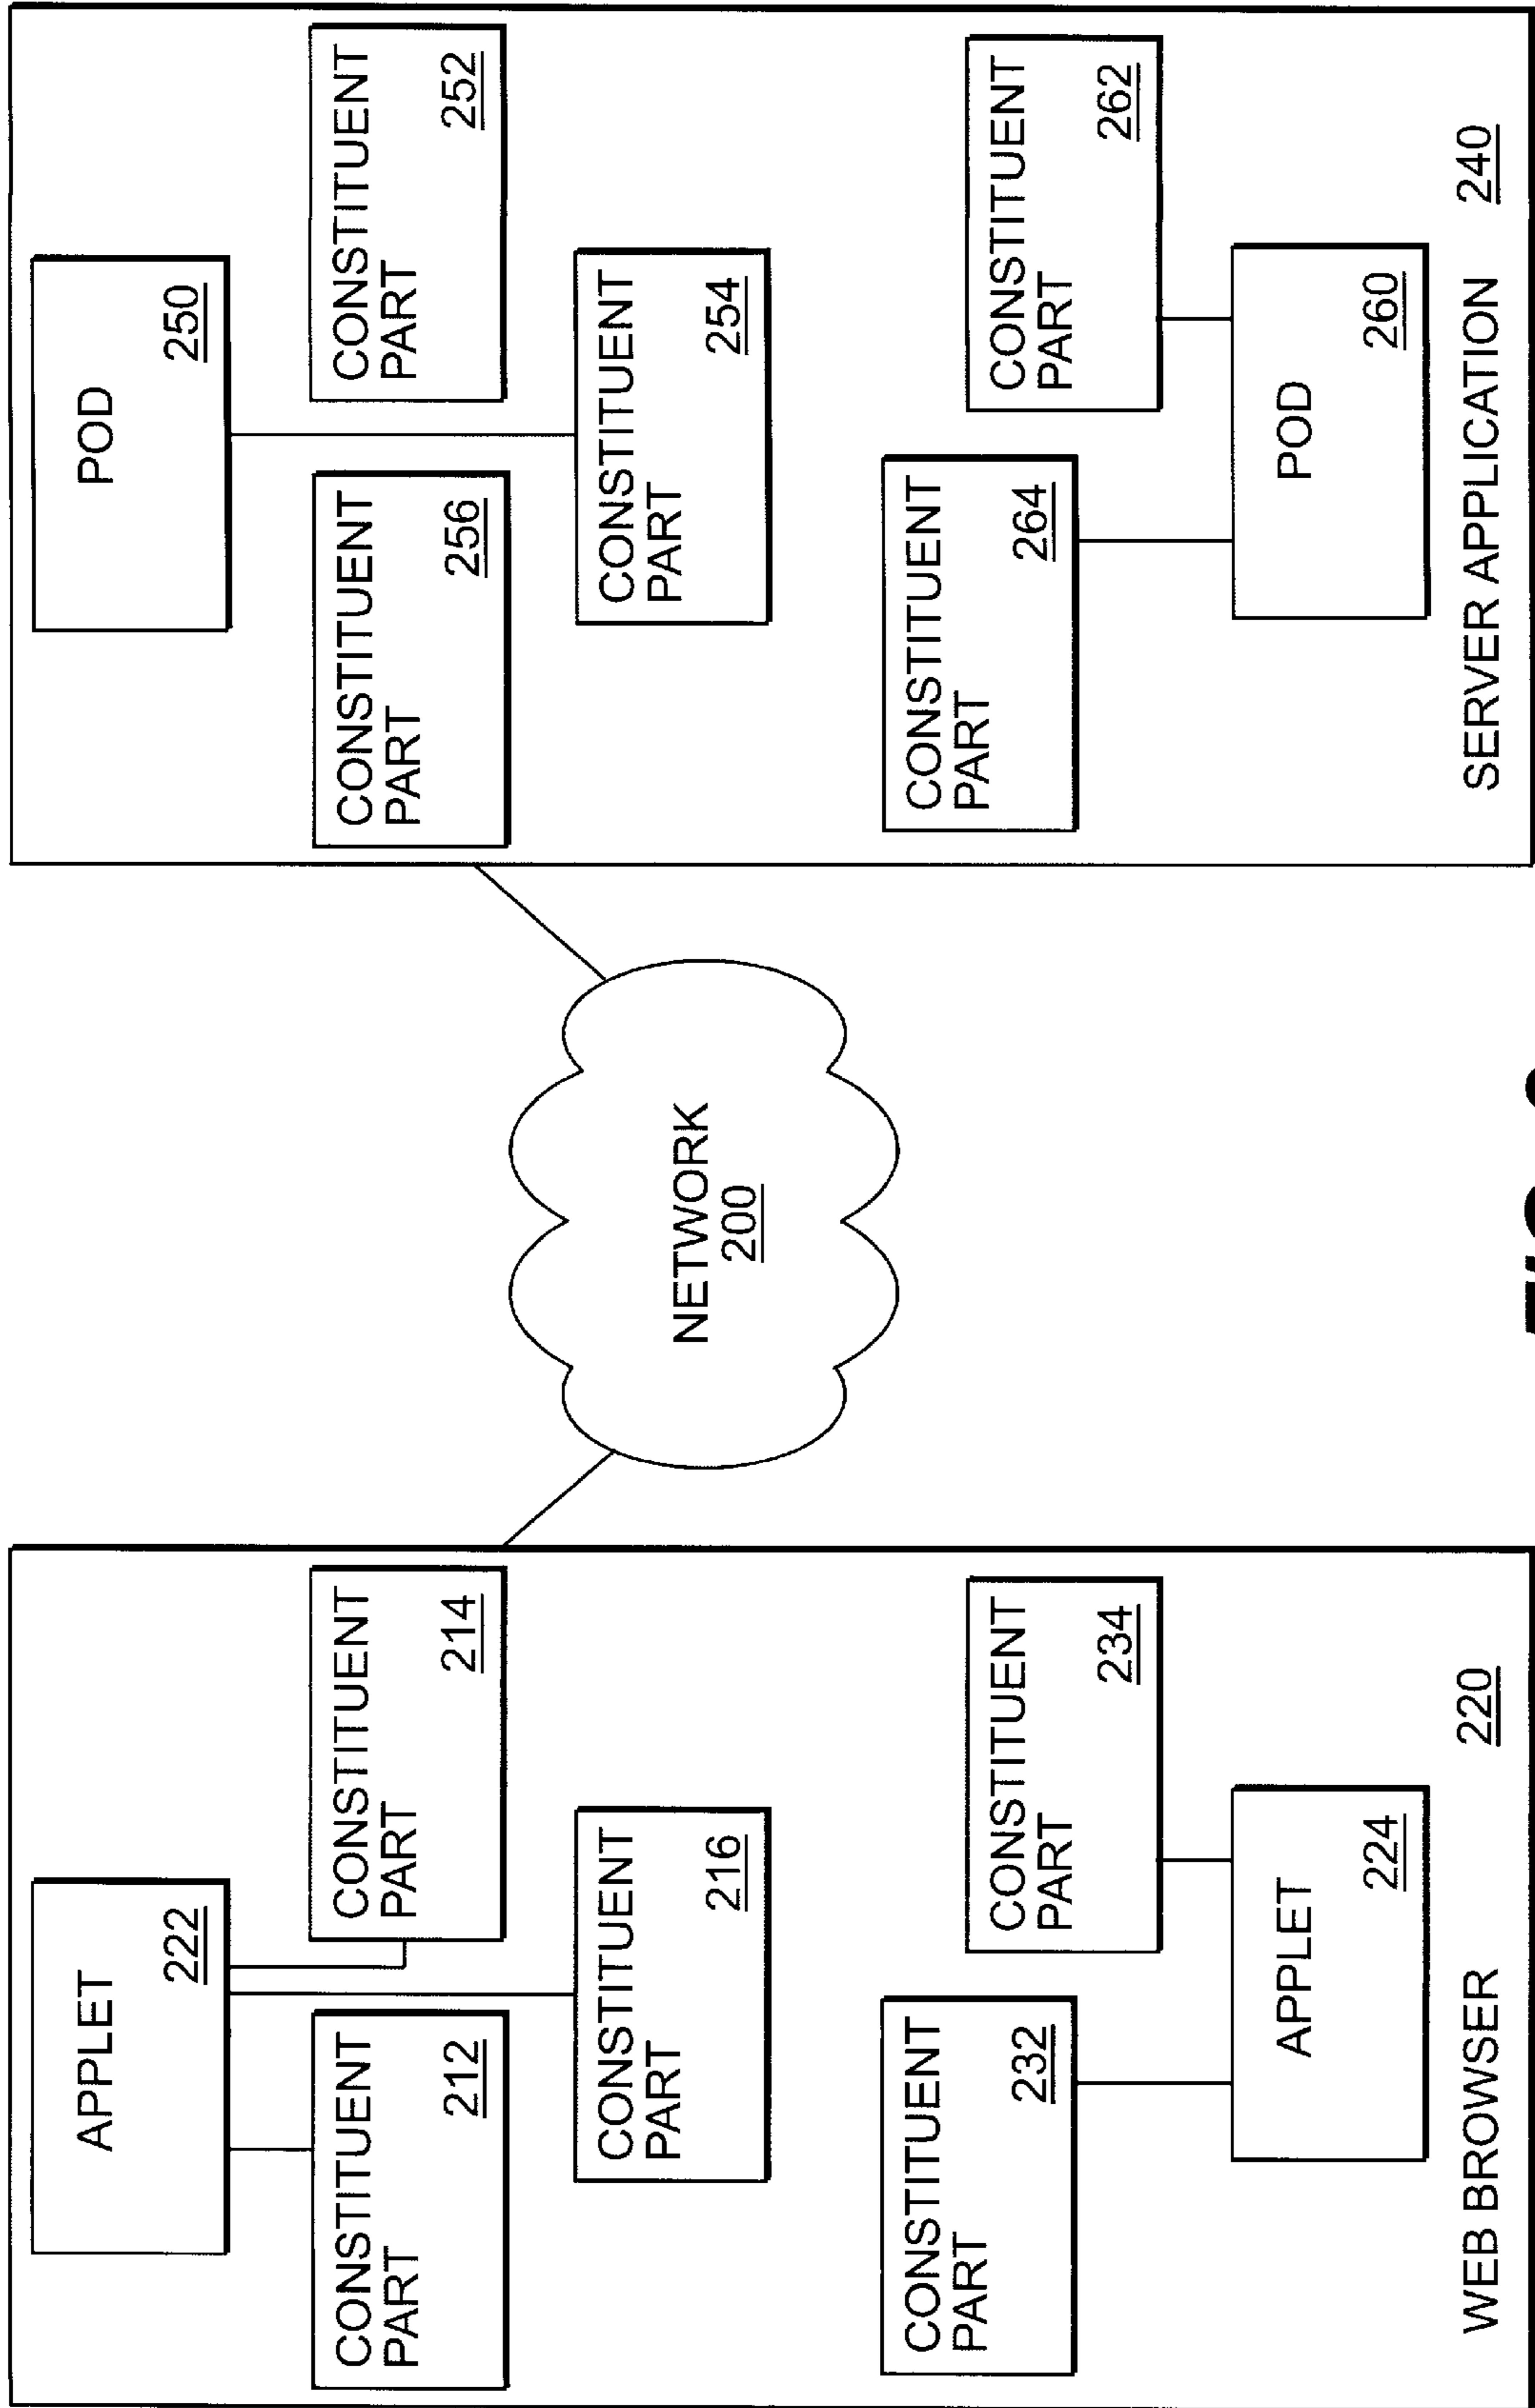 APPLET
222
CONSTITUENT
PART
212
CONSTITUENT
PART
214
CONSTITUENT
PART
216
CONSTITUENT
PART
232
CONSTITUENT
PART
234
APPLET
224
WEB BROWSER 220
NETWORK
200
POD
250
CONSTITUENT
PART
256
CONSTITUENT
PART
252
CONSTITUENT
PART
254
CONSTITUENT
PART
264
CONSTITUENT
PART
262
POD
260
SERVER APPLICATION 240